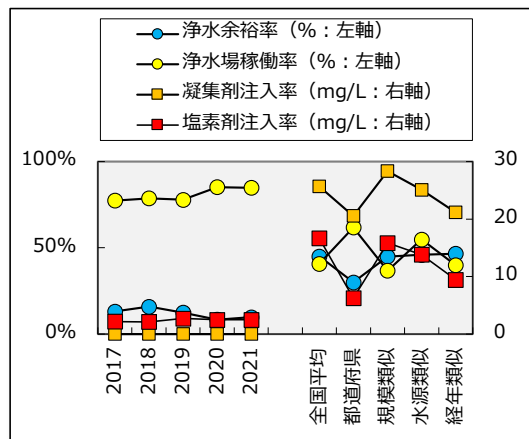 浄水余裕率（%：左軸）
浄水場稼働率（%：左軸）
凝集剤注入率（mg/L：右軸）
塩素剤注入率（mg/L：右軸）
100%
50%
0%
30
20
10
0
2017
2018
2019
2020
2021
全国平均
都道府県
規模類似
水源類似
経年類似